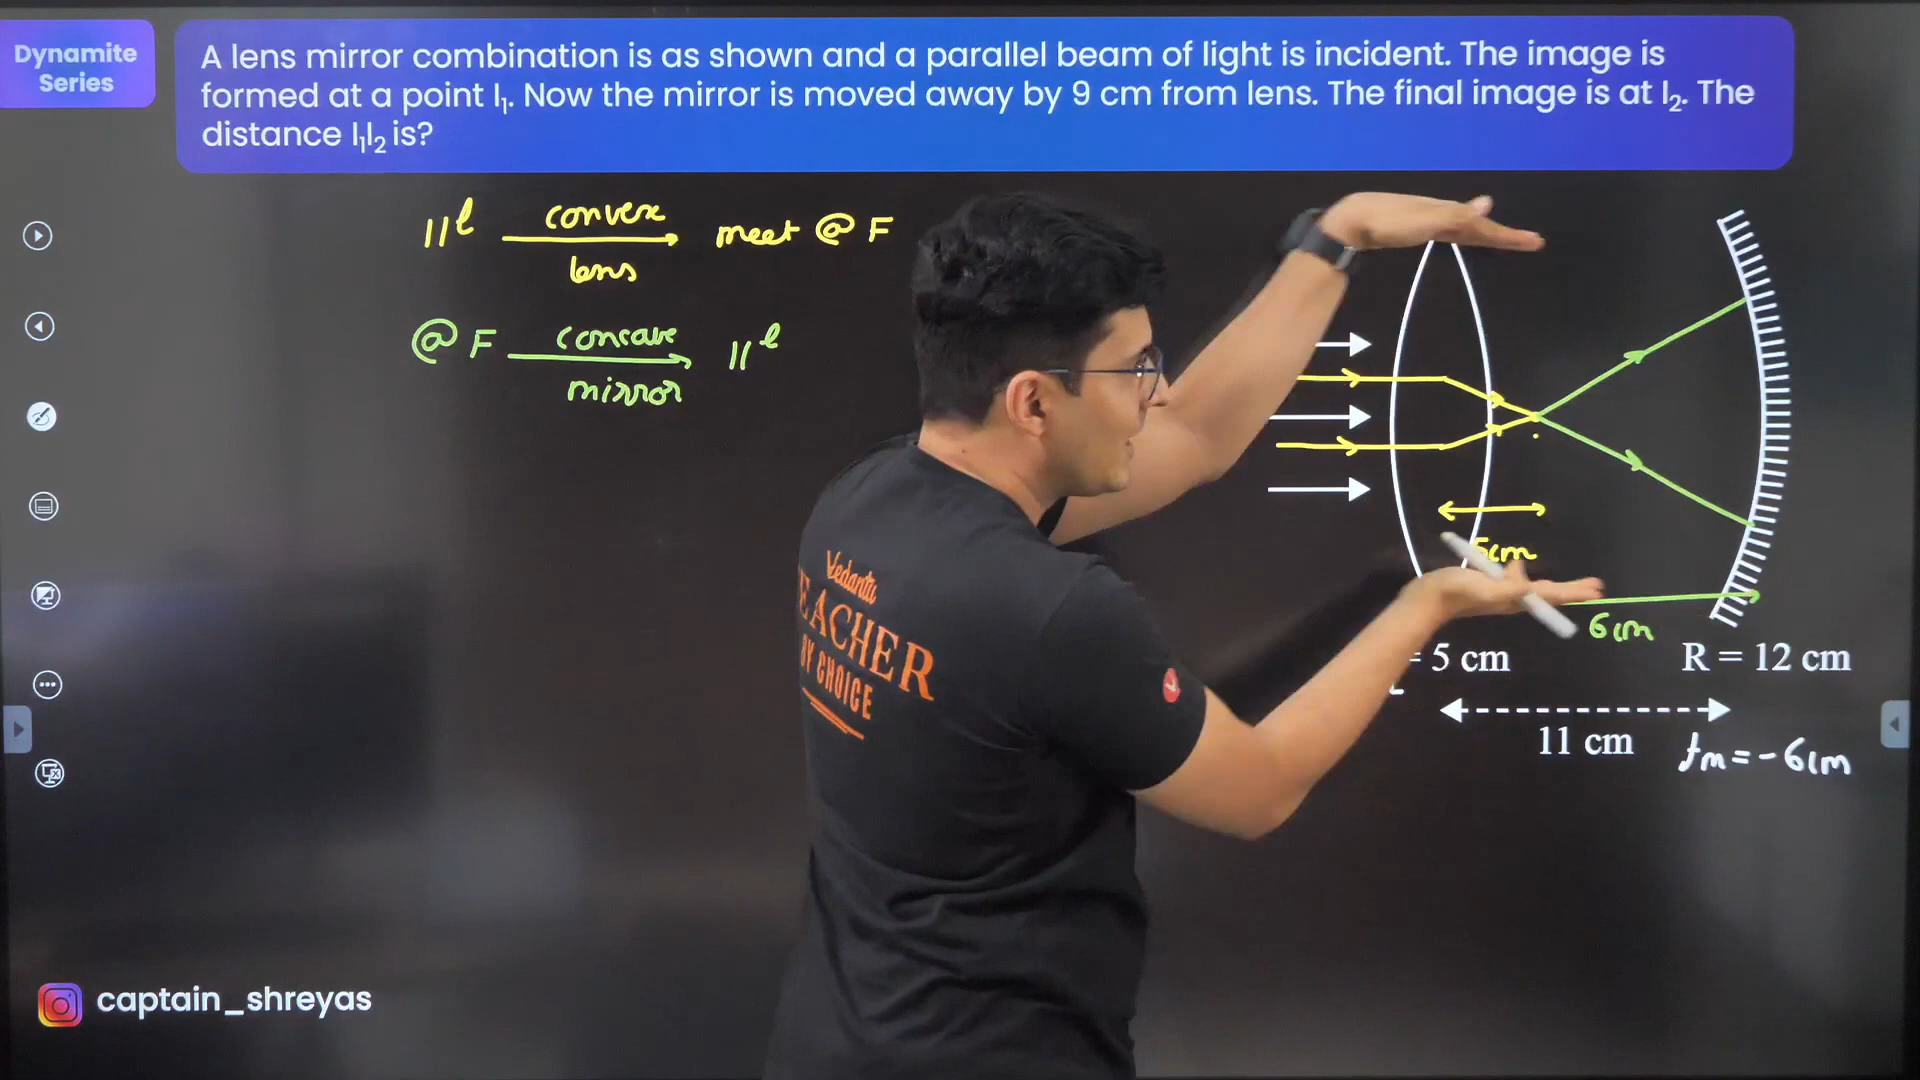 Dynamite
Series
A lens mirror combination is as shown and a parallel beam of light is incident. The image is
formed at a point I₁. Now the mirror is moved away by 9 cm from lens. The final image is at I₂. The
distance I₁I₂ is?
||ˡ convex lens meet @ F
@ F concave mirror ||ˡ
5cm
6cm
= 5 cm
R = 12 cm
11 cm
fm = -6cm
Vedantu
EACHER
BY CHOICE
captain_shreyas